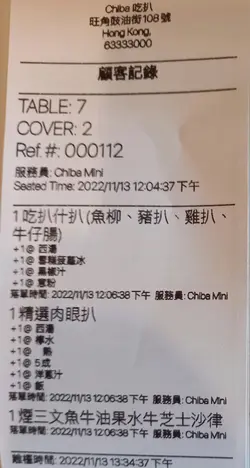 Chiba 吃扒
旺角豉油街108號
Hong Kong,
63333000
顧客記錄
TABLE: 7
COVER: 2
Ref. #: 000112
服務員: Chiba Mini
Seated Time: 2022/11/13 12:04:37 下午
1 吃扒什扒 (魚柳、豬扒、雞扒、
牛仔腸)
+1@ 西湯
+1@ 菠蘿冰
+1@ 黑椒汁
+1@ 意粉
落單時間: 2022/11/13 12:06:38 下午 服務員: Chiba Mini
1 精選肉眼扒
+1@ 西湯
+1@ 檸水
+1@ 熱
+1@ 5成
+1@ 洋蔥汁
+1@ 飯
落單時間: 2022/11/13 12:06:38 下午 服務員: Chiba Mini
1 煙三文魚牛油果水牛芝士沙律
落單時間: 2022/11/13 12:06:38 下午 服務員: Chiba Mini
離檯時間 2022/11/13 13:34:37 下午